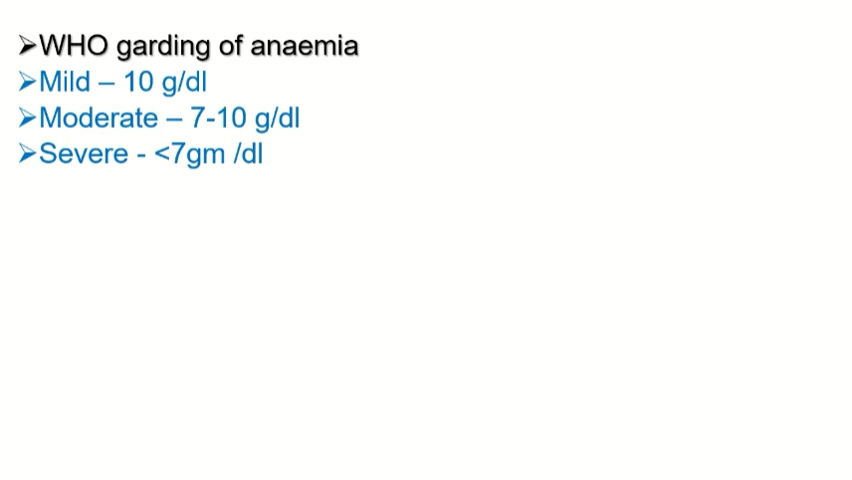 ➢WHO garding of anaemia
➢Mild – 10 g/dl
➢Moderate – 7-10 g/dl
➢Severe - <7gm /dl